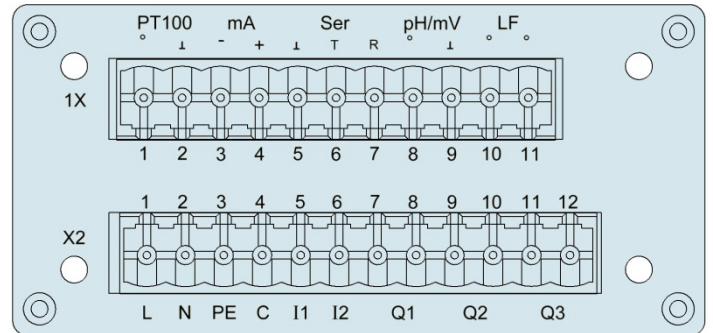 PT100 mA Ser pH/mV LF
° ⊥ - + ⊥ T R ° ⊥ ° °
1X
1 2 3 4 5 6 7 8 9 10 11
1 2 3 4 5 6 7 8 9 10 11 12
X2
L N PE C I1 I2 Q1 Q2 Q3